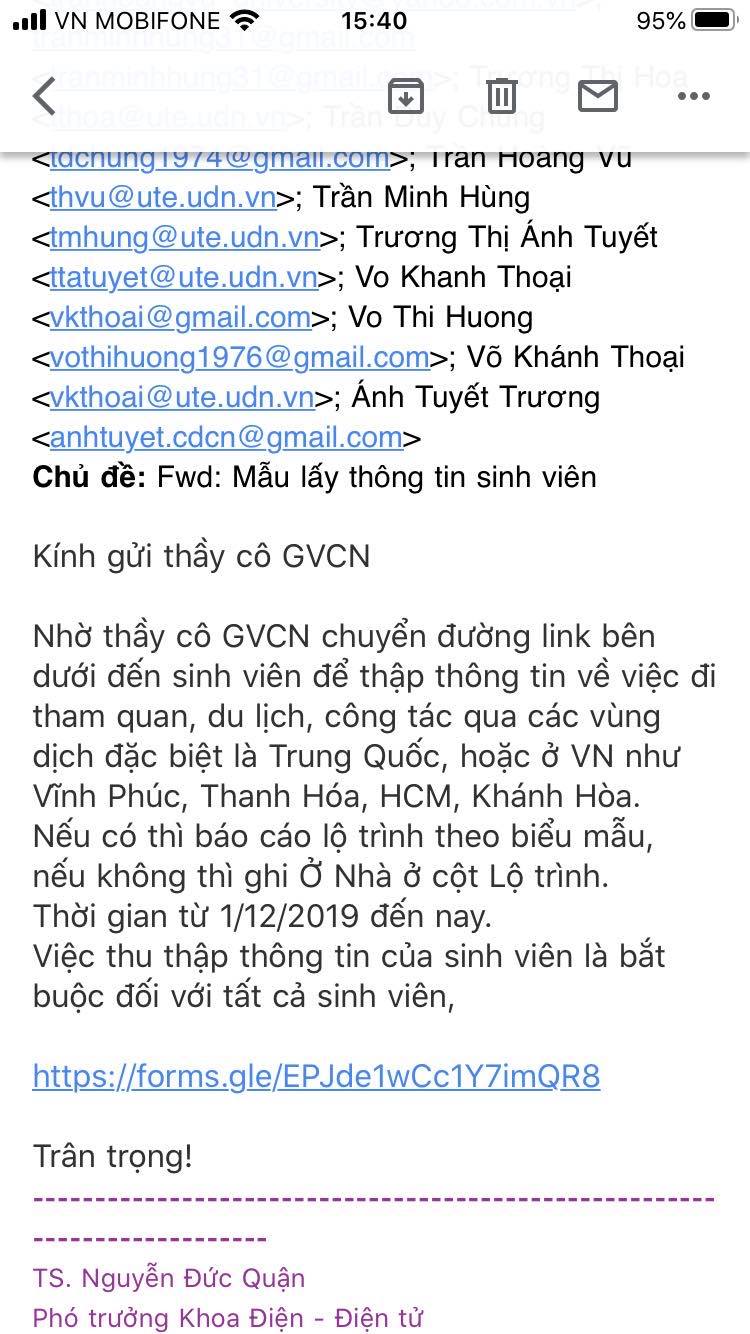 VN MOBIFONE 15:40 95%
tranminhhung31@gmail.com
<tranminhhung31@gmail.com>; Trương Thị Hoa
<tthoa@ute.udn.vn>; Trần Duy Chung
<tdchung1974@gmail.com>; Trần Hoàng Vũ
<thvu@ute.udn.vn>; Trần Minh Hùng
<tmhung@ute.udn.vn>; Trương Thị Ánh Tuyết
<ttatuyet@ute.udn.vn>; Vo Khanh Thoại
<vkthoai@gmail.com>; Vo Thi Huong
<vothihuong1976@gmail.com>; Võ Khánh Thoại
<vkthoai@ute.udn.vn>; Ánh Tuyết Trương
<anhtuyet.cdcn@gmail.com>
Chủ đề: Fwd: Mẫu lấy thông tin sinh viên
Kính gửi thầy cô GVCN
Nhờ thầy cô GVCN chuyển đường link bên
dưới đến sinh viên để thập thông tin về việc đi
tham quan, du lịch, công tác qua các vùng
dịch đặc biệt là Trung Quốc, hoặc ở VN như
Vĩnh Phúc, Thanh Hóa, HCM, Khánh Hòa.
Nếu có thì báo cáo lộ trình theo biểu mẫu,
nếu không thì ghi Ở Nhà ở cột Lộ trình.
Thời gian từ 1/12/2019 đến nay.
Việc thu thập thông tin của sinh viên là bắt
buộc đối với tất cả sinh viên,
https://forms.gle/EPJde1wCc1Y7imQR8
Trân trọng!
------------------------------------------------------
-------------------
TS. Nguyễn Đức Quận
Phó trưởng Khoa Điện - Điện tử